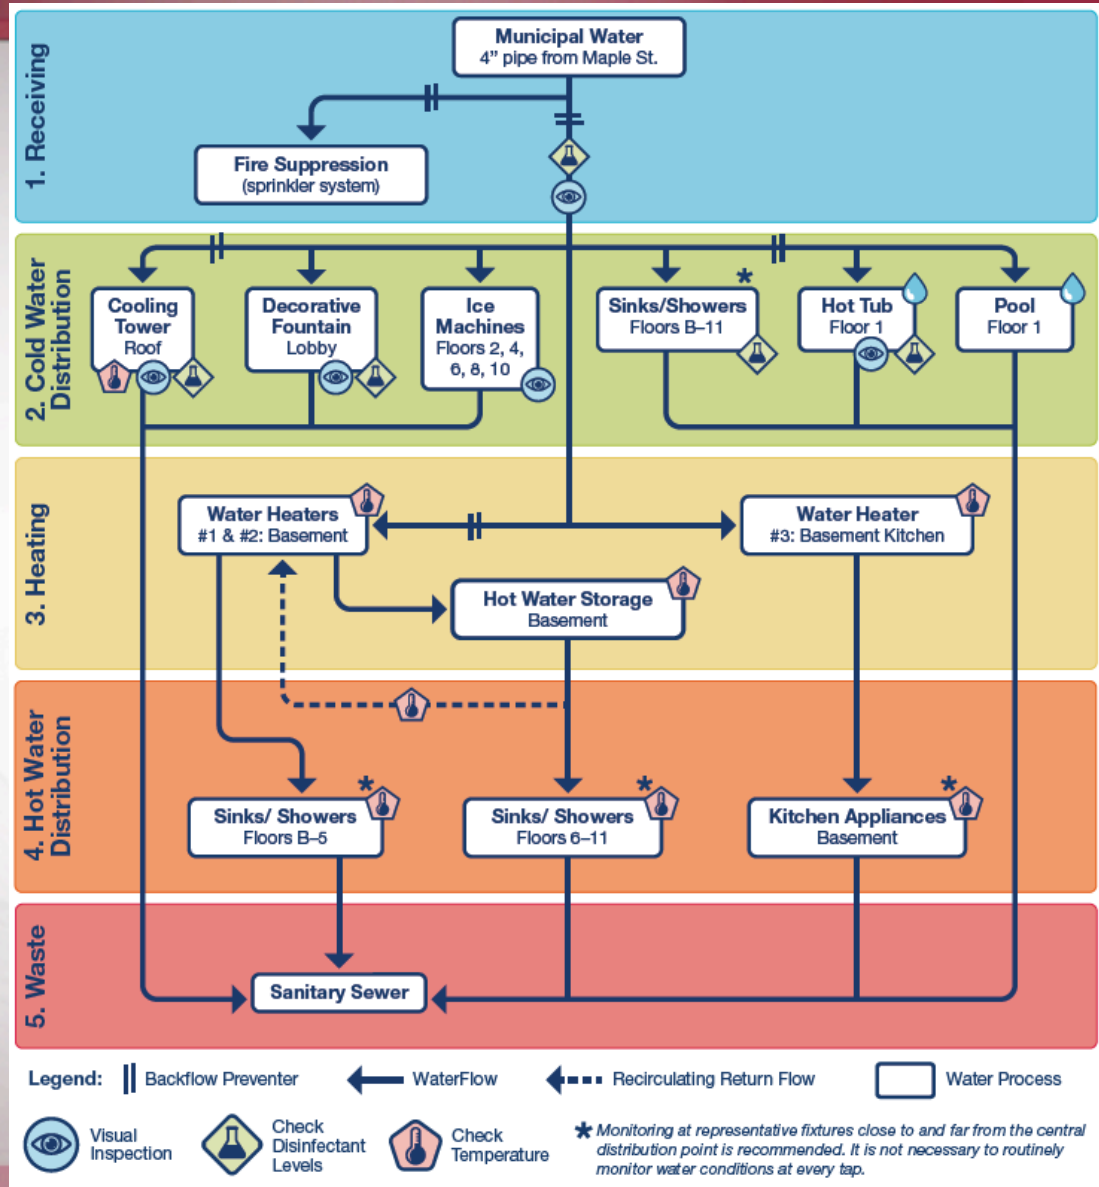 1. Receiving
Municipal Water
4” pipe from Maple St.
Fire Suppression
(sprinkler system)
2. Cold Water
Distribution
Cooling
Tower
Roof
Decorative
Fountain
Lobby
Ice
Machines
Floors 2, 4,
6, 8, 10
Sinks/Showers
Floors B–11
*
Hot Tub
Floor 1
Pool
Floor 1
3. Heating
Water Heaters
#1 & #2: Basement
Water Heater
#3: Basement Kitchen
Hot Water Storage
Basement
4. Hot Water
Distribution
*
Sinks/ Showers
Floors B–5
*
Sinks/ Showers
Floors 6–11
*
Kitchen Appliances
Basement
5. Waste
Sanitary Sewer
Legend:
Backflow Preventer
WaterFlow
Recirculating Return Flow
Water Process
Visual
Inspection
Check
Disinfectant
Levels
Check
Temperature
* Monitoring at representative fixtures close to and far from the central
distribution point is recommended. It is not necessary to routinely
monitor water conditions at every tap.